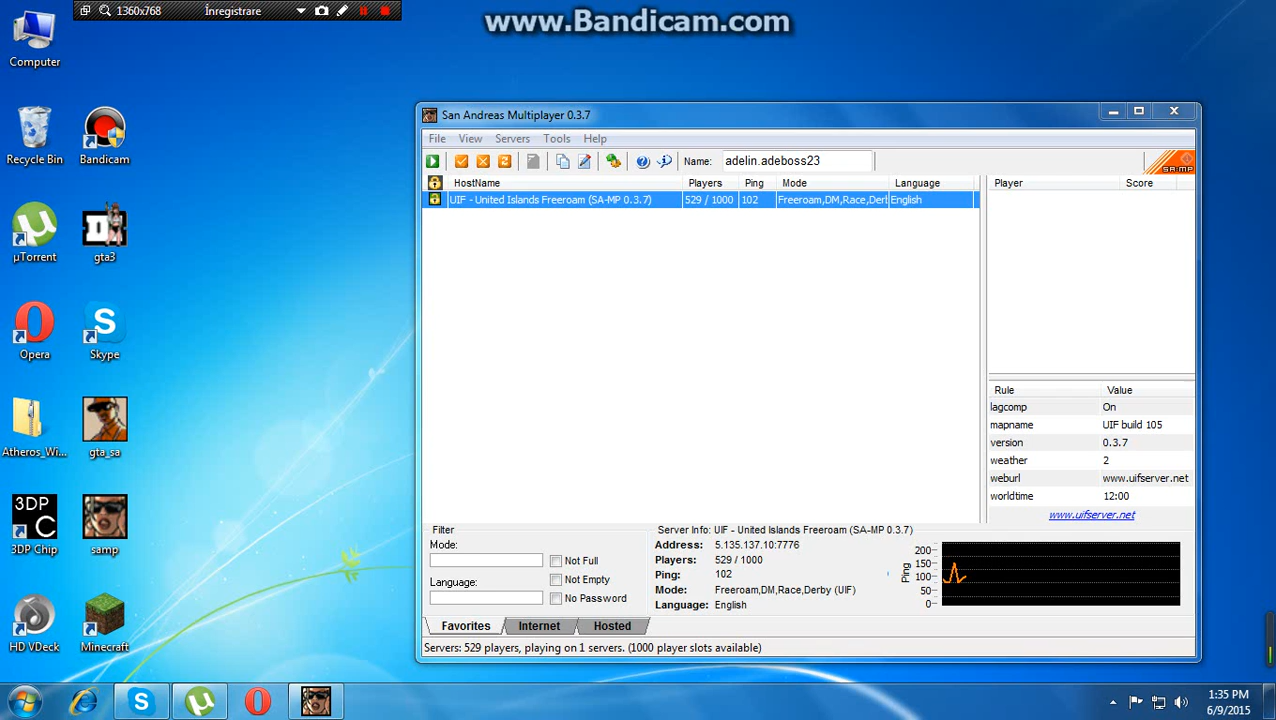 1360x768 Înregistrare
www.Bandicam.com
Computer
Recycle Bin
Bandicam
µTorrent
D
gta3
Opera
Skype
Atheros_Wi...
gta_sa
3DP
C
3DP Chip
samp
HD VDeck
Minecraft
San Andreas Multiplayer 0.3.7
File View Servers Tools Help
Name: adelin.adeboss23
SA:MP
HostName Players Ping Mode Language
UIF - United Islands Freeroam (SA-MP 0.3.7) 529 / 1000 102 Freeroam,DM,Race,Derb English
Player Score
Rule Value
lagcomp On
mapname UIF build 105
version 0.3.7
weather 2
weburl www.uifserver.net
worldtime 12:00
www.uifserver.net
Filter
Mode:
Not Full
Language:
Not Empty
No Password
Server Info: UIF - United Islands Freeroam (SA-MP 0.3.7)
Address: 5.135.137.10:7776
Players: 529 / 1000
Ping: 102
Mode: Freeroam,DM,Race,Derby (UIF)
Language: English
Ping
200
150
100
50
0
Favorites Internet Hosted
Servers: 529 players, playing on 1 servers. (1000 player slots available)
1:35 PM
6/9/2015